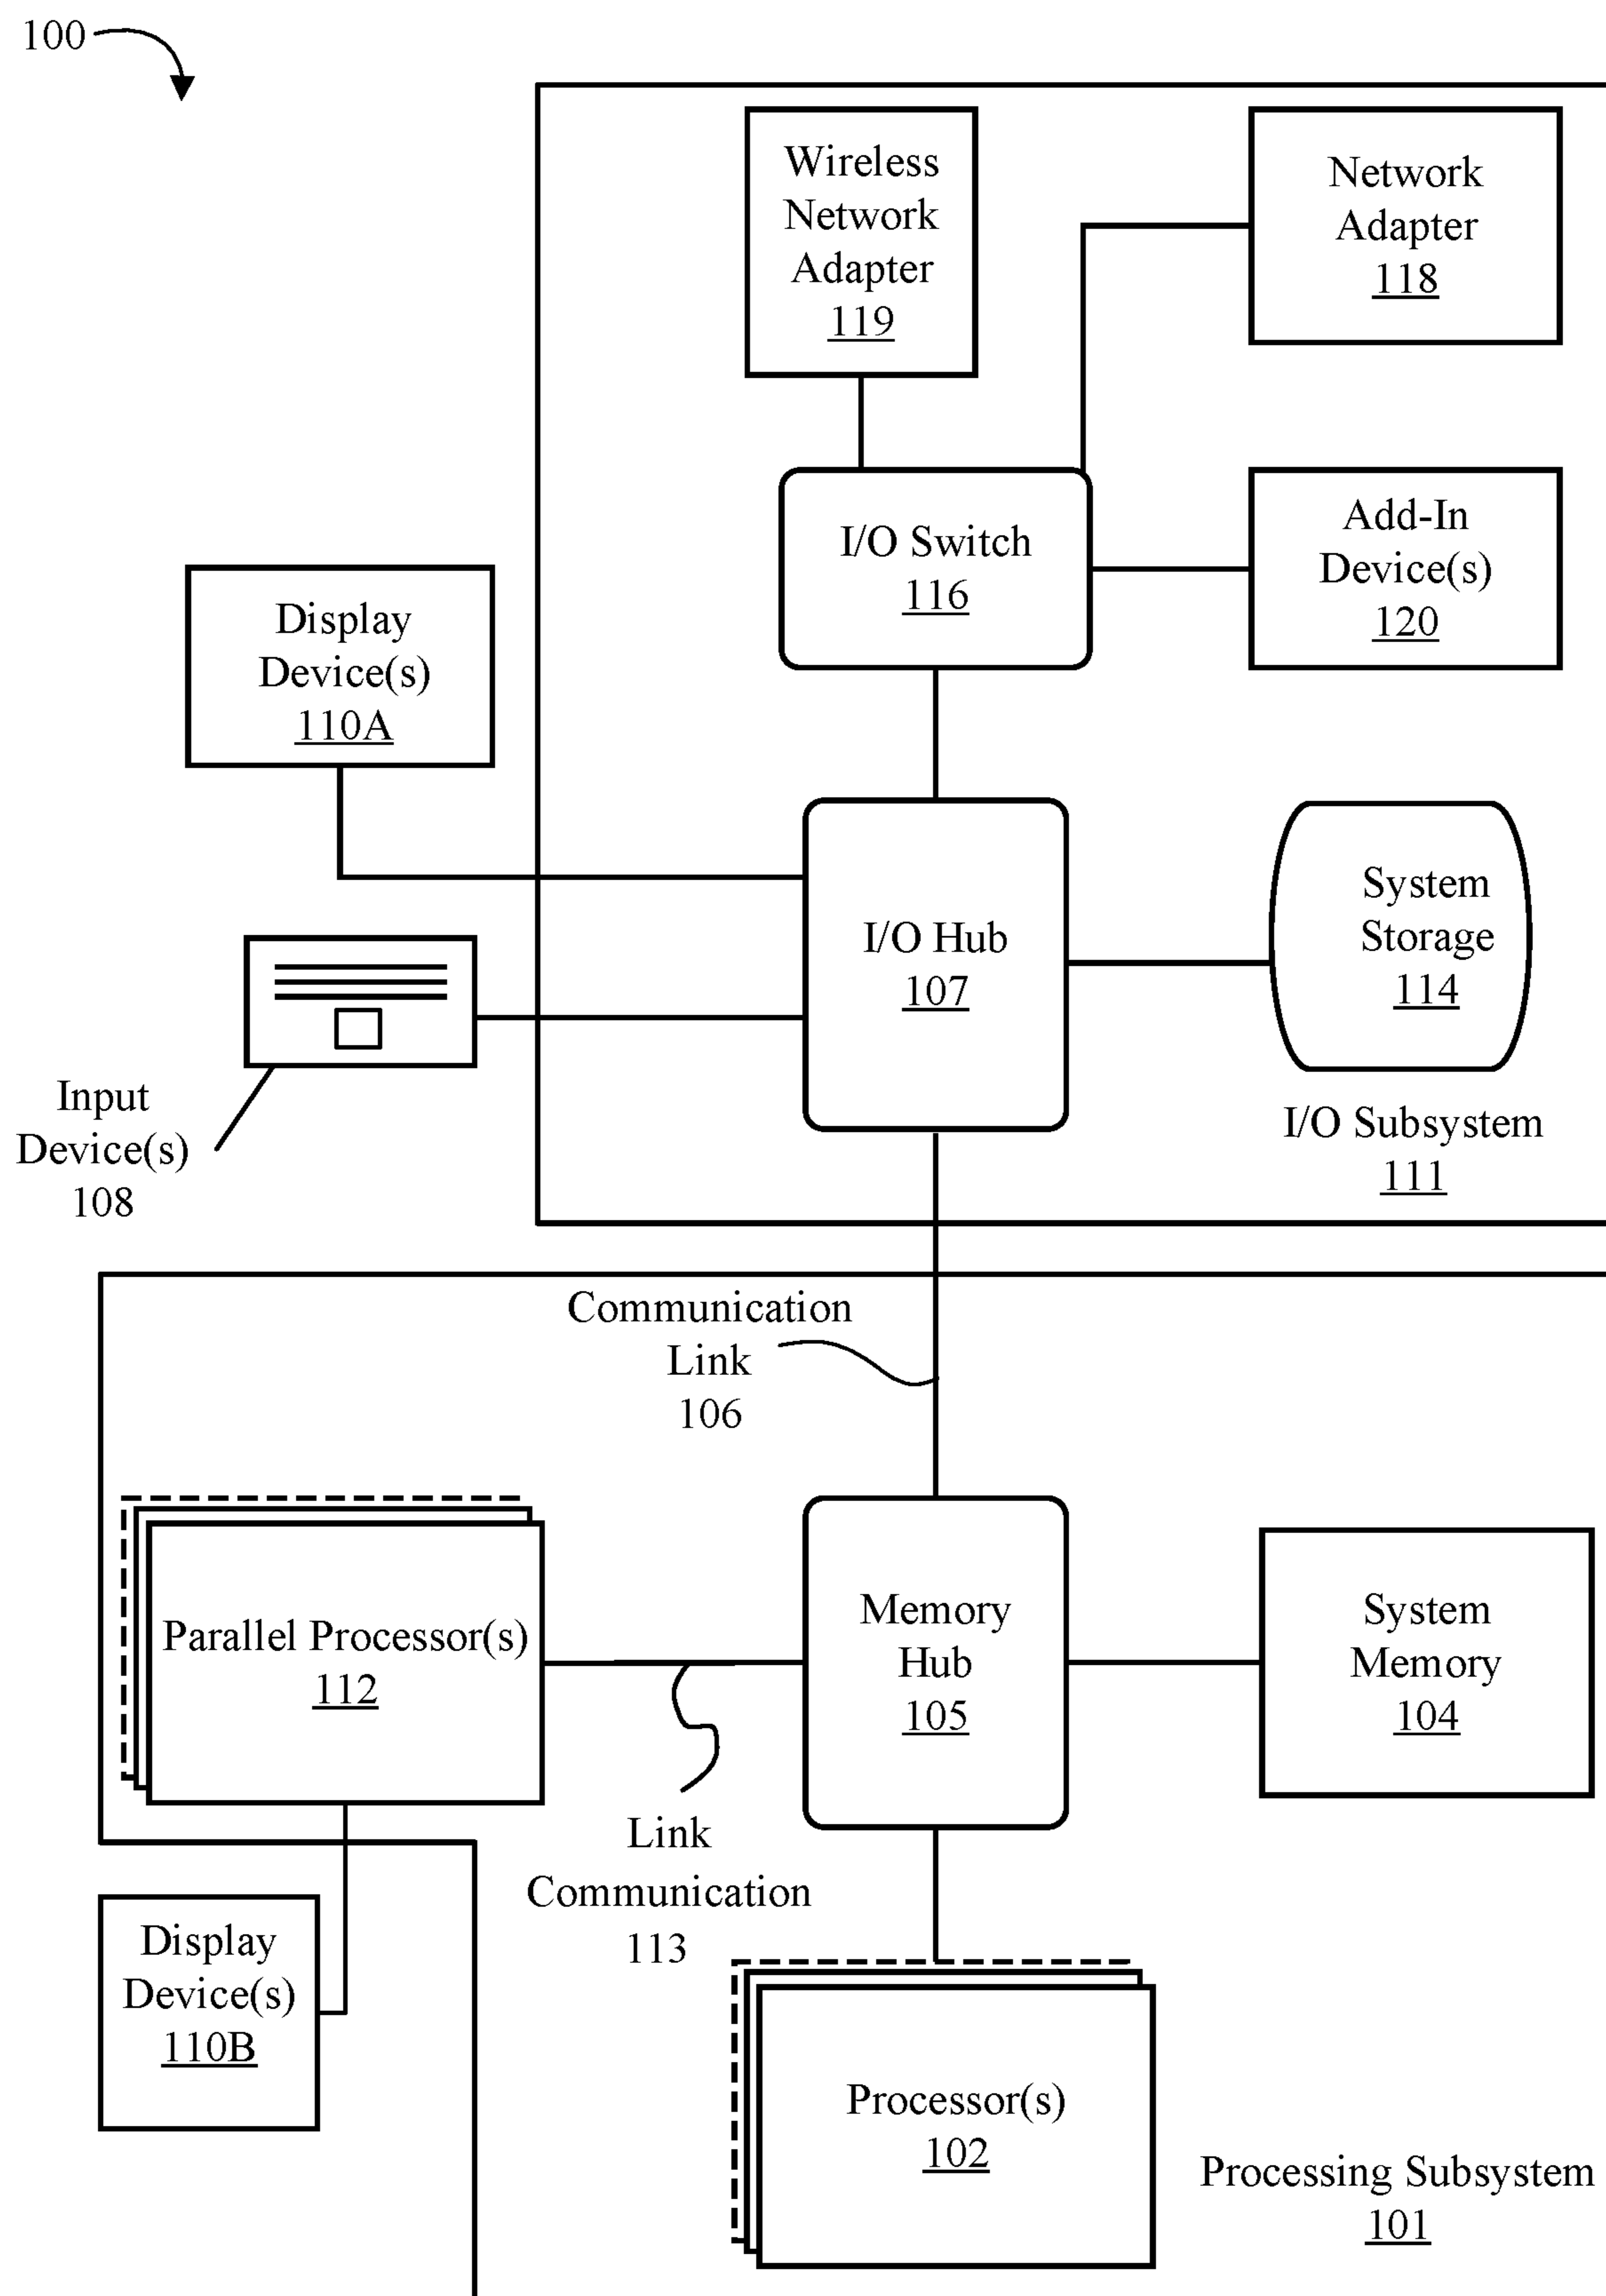 100
Wireless
Network
Adapter
119
Network
Adapter
118
I/O Switch
116
Add-In
Device(s)
120
Display
Device(s)
110A
I/O Hub
107
System
Storage
114
Input
Device(s)
108
I/O Subsystem
111
Communication
Link
106
Parallel Processor(s)
112
Memory
Hub
105
System
Memory
104
Link
Communication
113
Display
Device(s)
110B
Processor(s)
102
Processing Subsystem
101